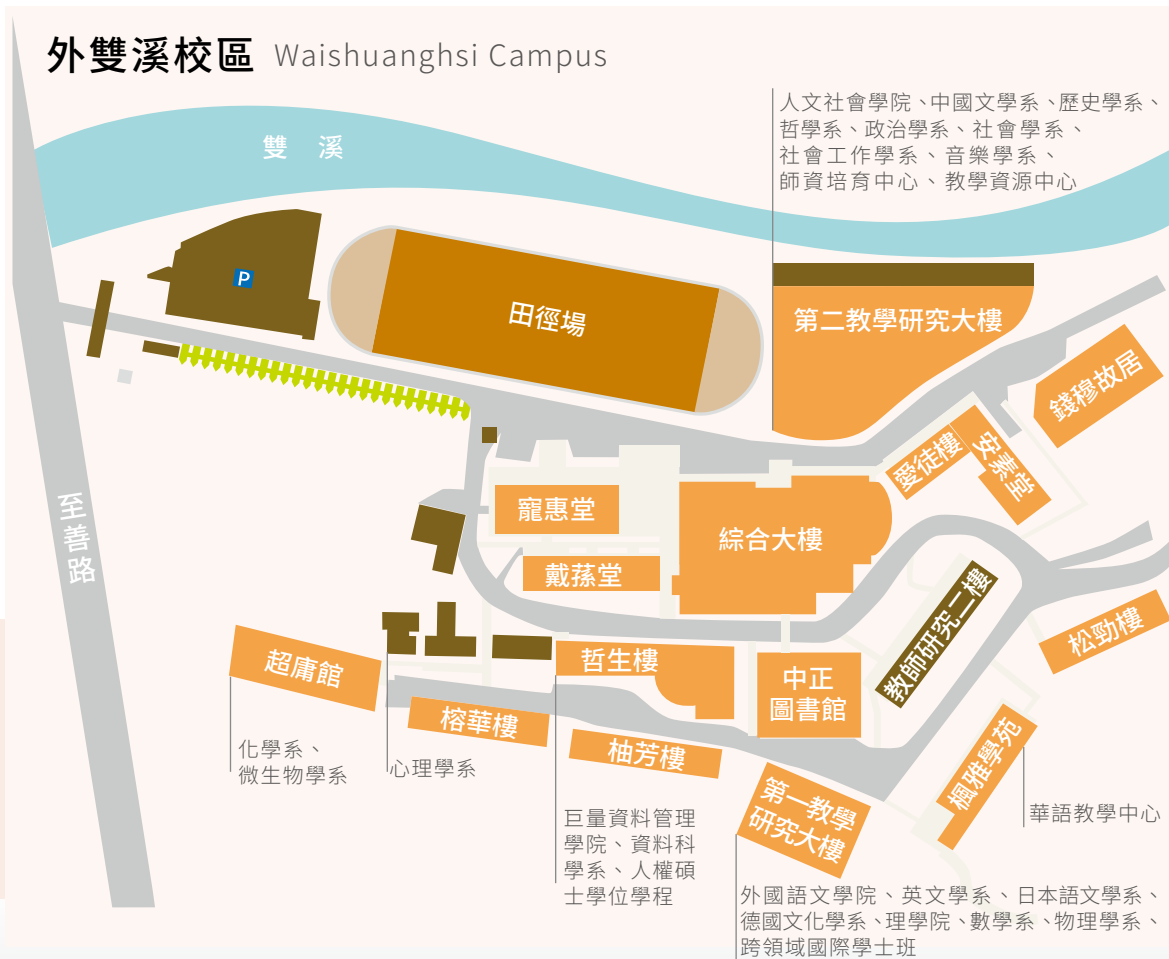 外雙溪校區 Waishuanghsi Campus
人文社會學院、中國文學系、歷史學系、
哲學系、政治學系、社會學系、
社會工作學系、音樂學系、
師資培育中心、教學資源中心
雙溪
P
田徑場
第二教學研究大樓
錢穆故居
愛徒樓
安素堂
至善路
寵惠堂
綜合大樓
戴蓀堂
教師研究二樓
松勁樓
超庸館
哲生樓
中正
圖書館
榕華樓
柚芳樓
楓雅學苑
化學系、
微生物學系
心理學系
第一教學
研究大樓
華語教學中心
巨量資料管理
學院、資料科
學系、人權碩
士學位學程
外國語文學院、英文學系、日本語文學系、
德國文化學系、理學院、數學系、物理學系、
跨領域國際學士班